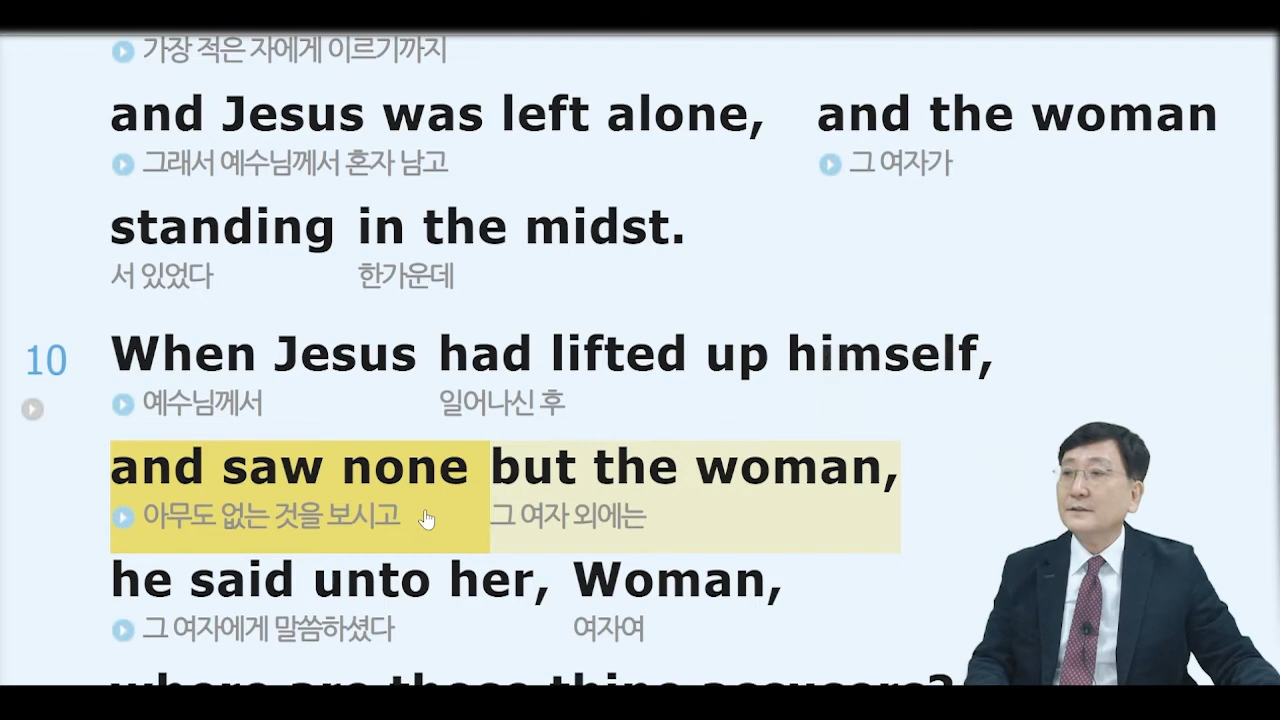 가장 적은 자에게 이르기까지
and Jesus was left alone, and the woman
그래서 예수님께서 혼자 남고 그 여자가
standing in the midst.
서 있었다 한가운데
10 When Jesus had lifted up himself,
예수님께서 일어나신 후
and saw none but the woman,
아무도 없는 것을 보시고 그 여자 외에는
he said unto her, Woman,
그 여자에게 말씀하셨다 여자여
where are those thine accusers?